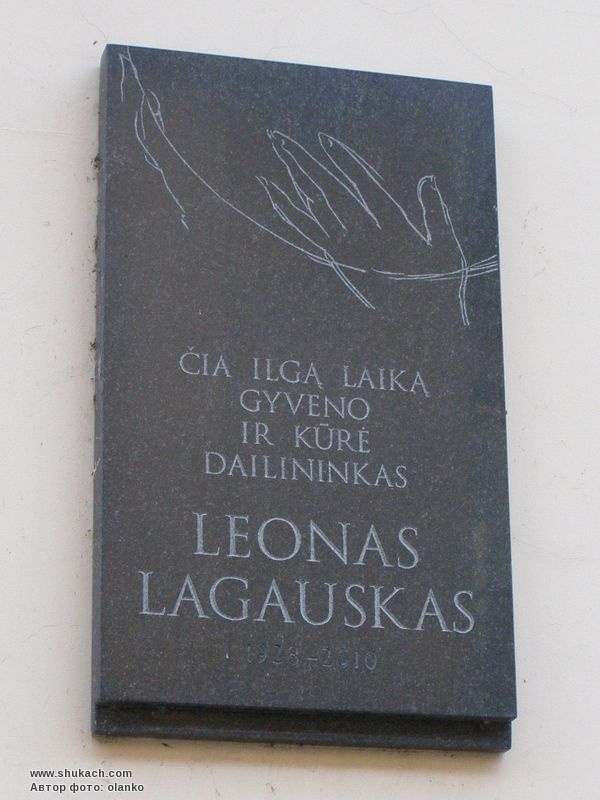 ČIA ILGĄ LAIKĄ
GYVENO
IR KŪRĖ
DAILININKAS
LEONAS
LAGAUSKAS
1928–2010
www.shukach.com
Автор фото: olanko